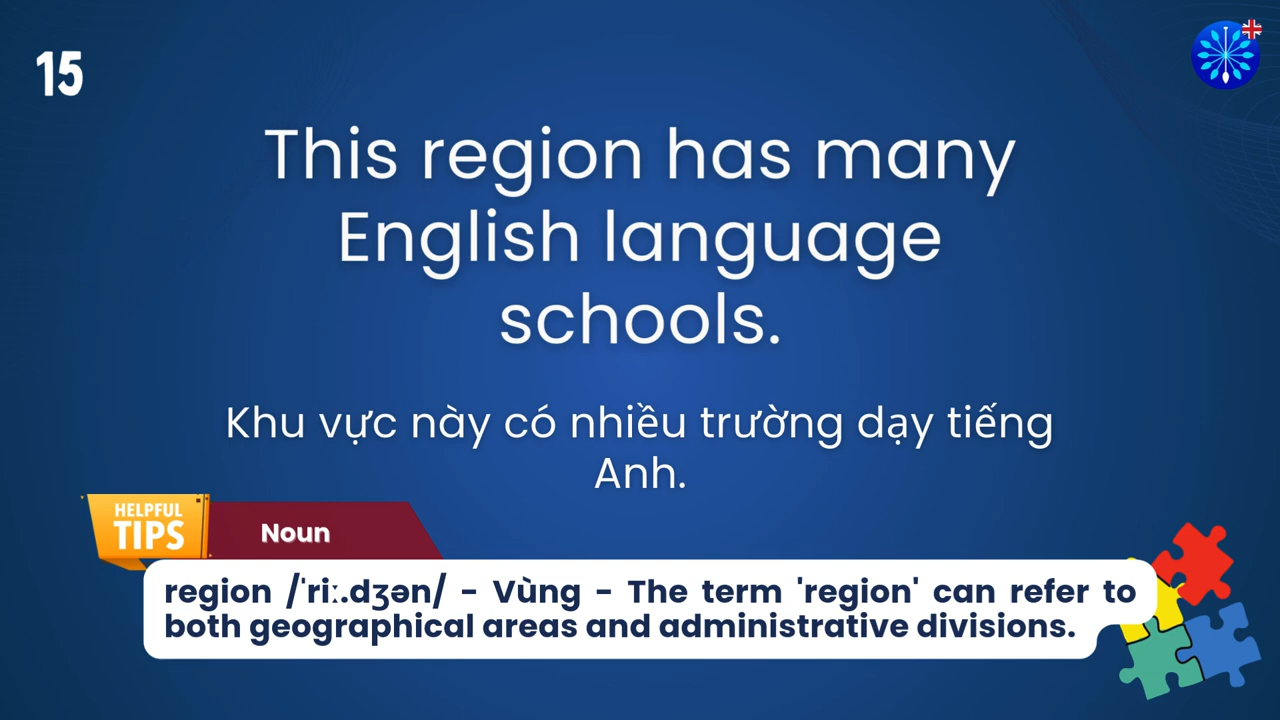 15
This region has many
English language
schools.
Khu vực này có nhiều trường dạy tiếng
Anh.
HELPFUL
TIPS
Noun
region /ˈriː.dʒən/ - Vùng - The term 'region' can refer to
both geographical areas and administrative divisions.